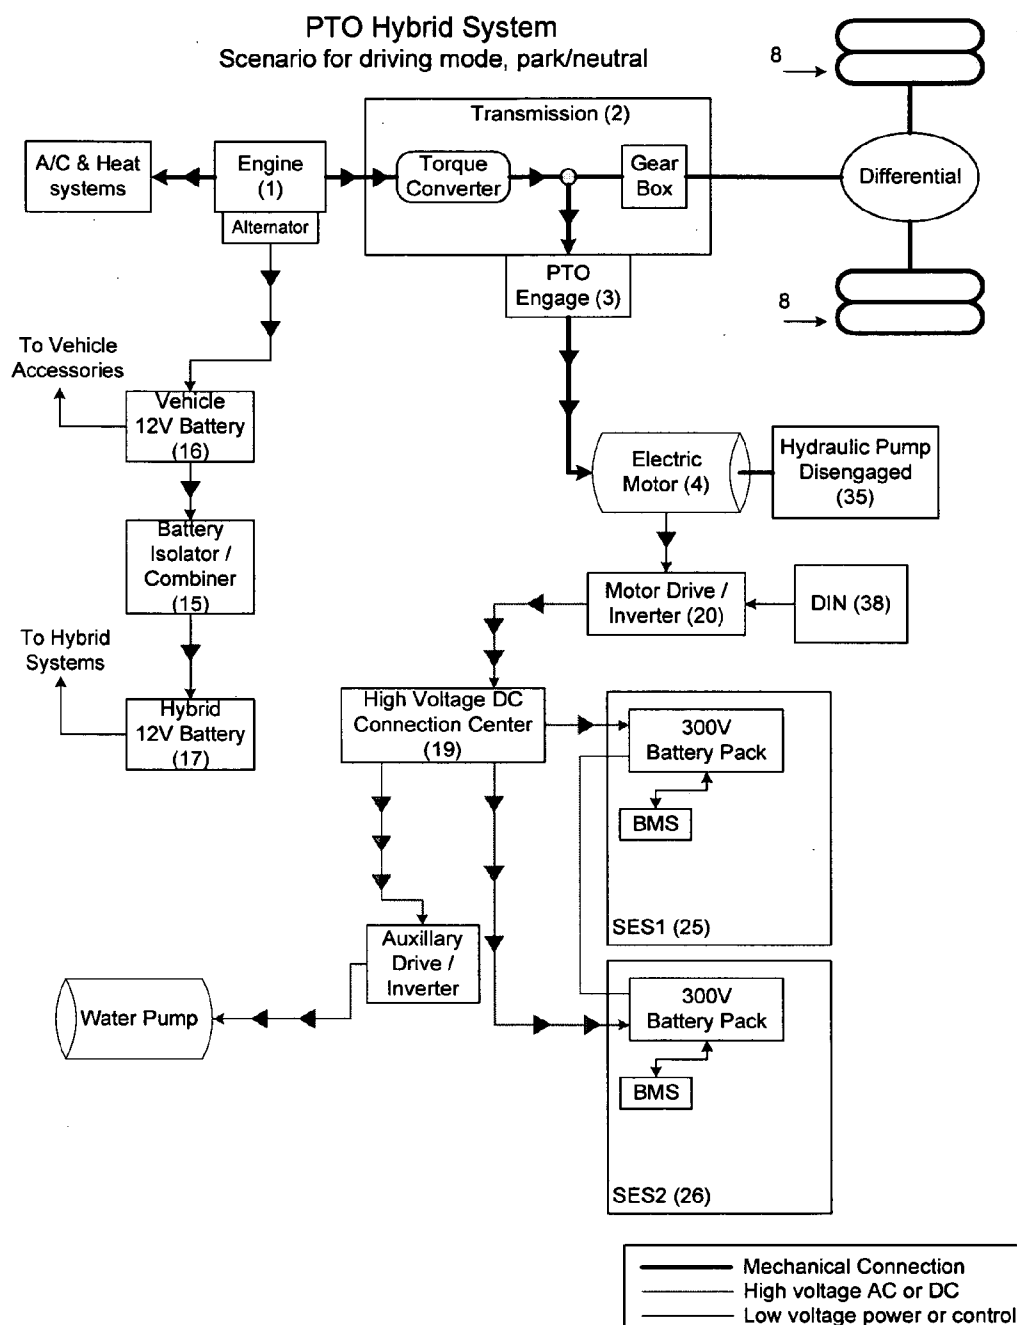 PTO Hybrid System
Scenario for driving mode, park/neutral
8
Transmission (2)
A/C & Heat
systems
Engine
(1)
Alternator
Torque
Converter
Gear
Box
Differential
PTO
Engage (3)
8
To Vehicle
Accessories
Vehicle
12V Battery
(16)
Electric
Motor (4)
Hydraulic Pump
Disengaged
(35)
Battery
Isolator /
Combiner
(15)
Motor Drive /
Inverter (20)
DIN (38)
To Hybrid
Systems
Hybrid
12V Battery
(17)
High Voltage DC
Connection Center
(19)
300V
Battery Pack
BMS
SES1 (25)
Auxillary
Drive /
Inverter
Water Pump
300V
Battery Pack
BMS
SES2 (26)
Mechanical Connection
High voltage AC or DC
Low voltage power or control